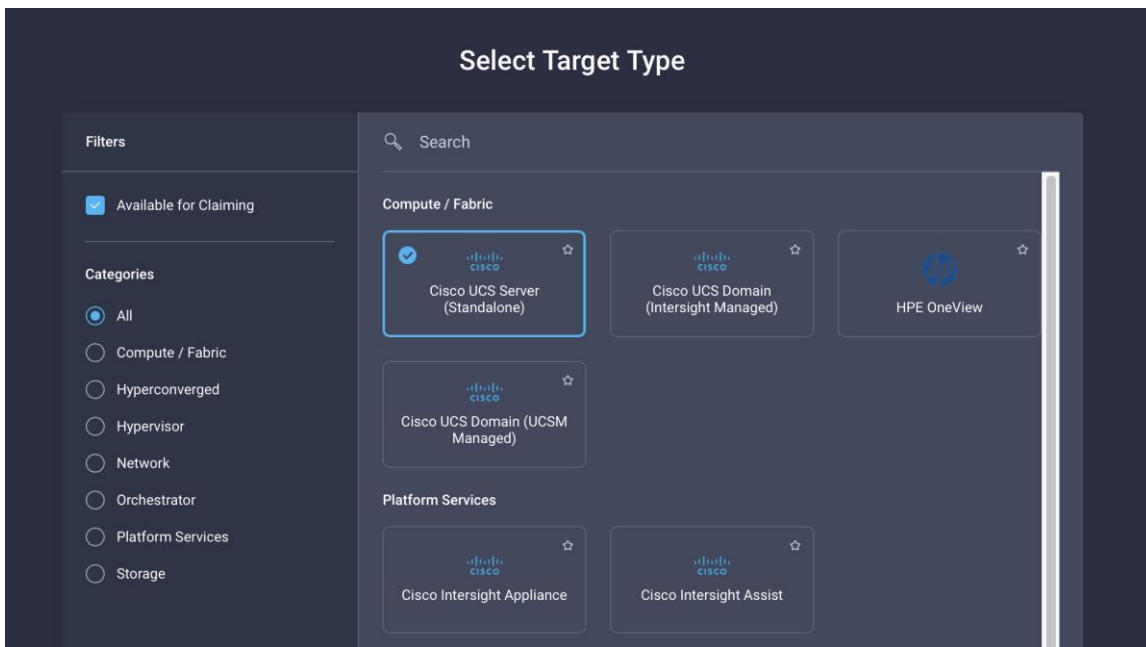 Select Target Type
Filters
Search
Available for Claiming
Categories
All
Compute / Fabric
Hyperconverged
Hypervisor
Network
Orchestrator
Platform Services
Storage
Compute / Fabric
CISCO
Cisco UCS Server
(Standalone)
CISCO
Cisco UCS Domain
(Intersight Managed)
hp
HPE OneView
CISCO
Cisco UCS Domain (UCSM
Managed)
Platform Services
CISCO
Cisco Intersight Appliance
CISCO
Cisco Intersight Assist